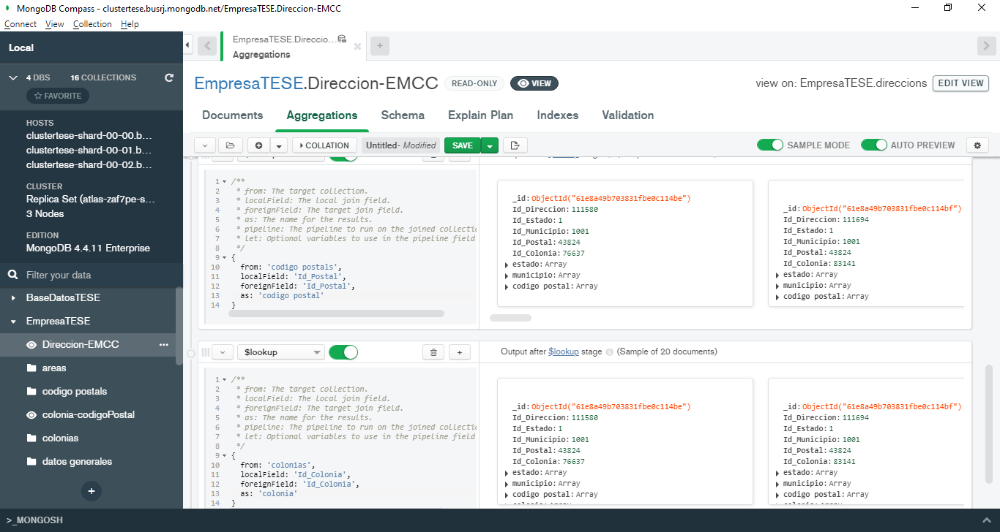 MongoDB Compass - clustertese.busrj.mongodb.net/EmpresaTESE.Direccion-EMCC
Connect View Collection Help
Local
4 DBS 16 COLLECTIONS
FAVORITE
HOSTS
clustertese-shard-00-00.b...
clustertese-shard-00-01.b...
clustertese-shard-00-02.b...
CLUSTER
Replica Set (atlas-zaf7pe-s...
3 Nodes
EDITION
MongoDB 4.4.11 Enterprise
Filter your data
BaseDatosTESE
EmpresaTESE
Direccion-EMCC ...
areas
codigo postals
colonia-codigoPostal
colonias
datos generales
+
>_MONGOSH
EmpresaTESE.Direccio...
Aggregations
+
EmpresaTESE.Direccion-EMCC READ-ONLY VIEW
view on: EmpresaTESE.direccions EDIT VIEW
Documents Aggregations Schema Explain Plan Indexes Validation
COLLATION Untitled- Modified SAVE SAMPLE MODE AUTO PREVIEW
1 /**
2 * from: The target collection.
3 * localField: The local join field.
4 * foreignField: The target join field.
5 * as: The name for the results.
6 * pipeline: The pipeline to run on the joined collecti
7 * let: Optional variables to use in the pipeline field
8 */
9 {
10 from: 'codigo postals',
11 localField: 'Id_Postal',
12 foreignField: 'Id_Postal',
13 as: 'codigo postal'
14 }
_id: ObjectId("61e8a49b703831fbe0c114be")
Id_Direccion: 111580
Id_Estado: 1
Id_Municipio: 1001
Id_Postal: 43824
Id_Colonia: 76637
estado: Array
municipio: Array
codigo postal: Array
_id: ObjectId("61e8a49b703831fbe0c114bf")
Id_Direccion: 111694
Id_Estado: 1
Id_Municipio: 1001
Id_Postal: 43824
Id_Colonia: 83141
estado: Array
municipio: Array
codigo postal: Array
$lookup +
Output after $lookup stage (Sample of 20 documents)
1 /**
2 * from: The target collection.
3 * localField: The local join field.
4 * foreignField: The target join field.
5 * as: The name for the results.
6 * pipeline: The pipeline to run on the joined collecti
7 * let: Optional variables to use in the pipeline field
8 */
9 {
10 from: 'colonias',
11 localField: 'Id_Colonia',
12 foreignField: 'Id_Colonia',
13 as: 'colonia'
14 }
_id: ObjectId("61e8a49b703831fbe0c114be")
Id_Direccion: 111580
Id_Estado: 1
Id_Municipio: 1001
Id_Postal: 43824
Id_Colonia: 76637
estado: Array
municipio: Array
codigo postal: Array
_id: ObjectId("61e8a49b703831fbe0c114bf")
Id_Direccion: 111694
Id_Estado: 1
Id_Municipio: 1001
Id_Postal: 43824
Id_Colonia: 83141
estado: Array
municipio: Array
codigo postal: Array